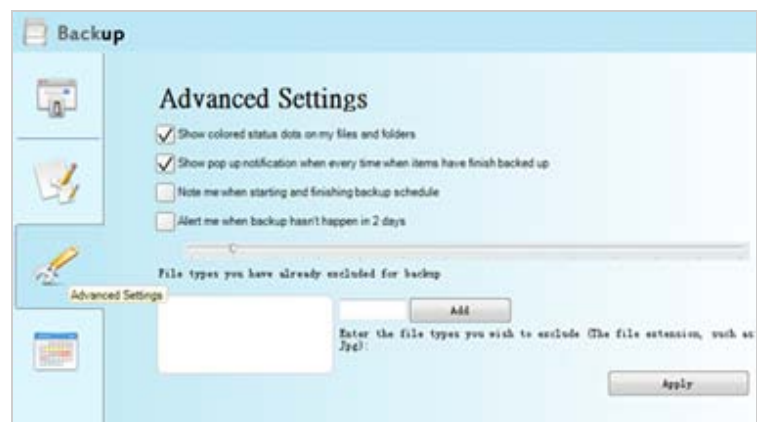 Backup
Advanced Settings
Show colored status dots on my files and folders
Show pop up notification when every time when items have finish backed up
Note me when starting and finishing backup schedule
Alert me when backup hasn't happen in 2 days
File types you have already excluded for backup
Advanced Settings
Add
Enter the file types you wish to exclude (The file extension, such as
Jpg):
Apply